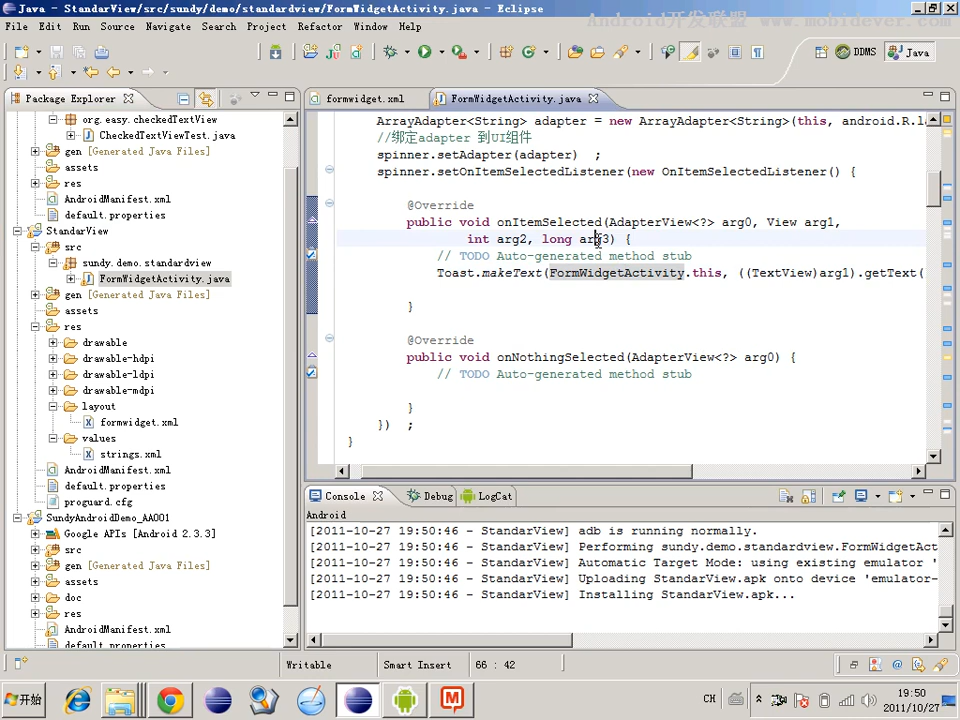 Java - StandarView/src/sundy/demo/standardview/FormWidgetActivity.java - Eclipse
Android开发联盟 www.mobidever.com
File Edit Run Source Navigate Search Project Refactor Window Help
DDMS Java
Package Explorer
formwidget.xml FormWidgetActivity.java
org.easy.checkedTextView
CheckedTextViewTest.java
gen [Generated Java Files]
assets
res
AndroidManifest.xml
default.properties
StandarView
src
sundy.demo.standardview
FormWidgetActivity.java
gen [Generated Java Files]
assets
res
drawable
drawable-hdpi
drawable-ldpi
drawable-mdpi
layout
formwidget.xml
values
strings.xml
AndroidManifest.xml
default.properties
proguard.cfg
SundyAndroidDemo_AA001
Google APIs [Android 2.3.3]
src
gen [Generated Java Files]
assets
doc
res
AndroidManifest.xml
default.properties
ArrayAdapter<String> adapter = new ArrayAdapter<String>(this, android.R.la
//绑定adapter 到UI组件
spinner.setAdapter(adapter) ;
spinner.setOnItemSelectedListener(new OnItemSelectedListener() {
@Override
public void onItemSelected(AdapterView<?> arg0, View arg1,
int arg2, long arg3) {
// TODO Auto-generated method stub
Toast.makeText(FormWidgetActivity.this, ((TextView)arg1).getText(
}
@Override
public void onNothingSelected(AdapterView<?> arg0) {
// TODO Auto-generated method stub
}
}) ;
}
Console Debug LogCat
Android
[2011-10-27 19:50:46 - StandarView] adb is running normally.
[2011-10-27 19:50:46 - StandarView] Performing sundy.demo.standardview.FormWidgetAct
[2011-10-27 19:50:46 - StandarView] Automatic Target Mode: using existing emulator '
[2011-10-27 19:50:46 - StandarView] Uploading StandarView.apk onto device 'emulator-
[2011-10-27 19:50:46 - StandarView] Installing StandarView.apk...
Writable Smart Insert 66 : 42
开始 CH 19:50
2011/10/27